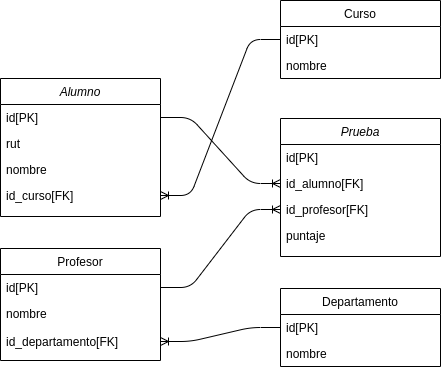 Curso
id[PK]
nombre
Alumno
id[PK]
rut
nombre
id_curso[FK]
Prueba
id[PK]
id_alumno[FK]
id_profesor[FK]
puntaje
Profesor
id[PK]
nombre
id_departamento[FK]
Departamento
id[PK]
nombre